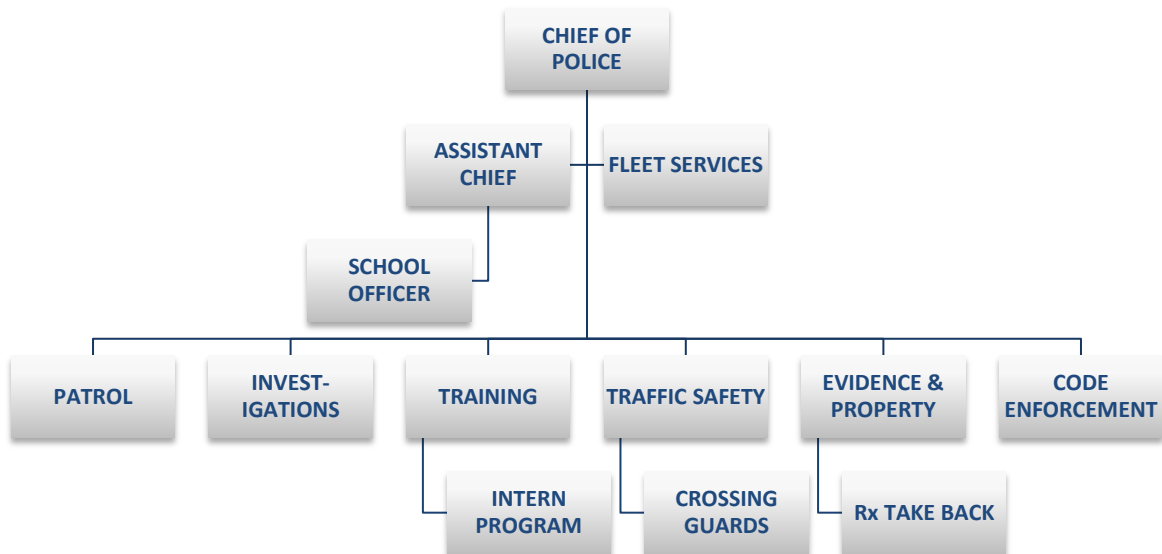 CHIEF OF
POLICE
ASSISTANT
CHIEF
FLEET SERVICES
SCHOOL
OFFICER
PATROL
INVEST-
IGATIONS
TRAINING
TRAFFIC SAFETY
EVIDENCE &
PROPERTY
CODE
ENFORCEMENT
INTERN
PROGRAM
CROSSING
GUARDS
Rx TAKE BACK